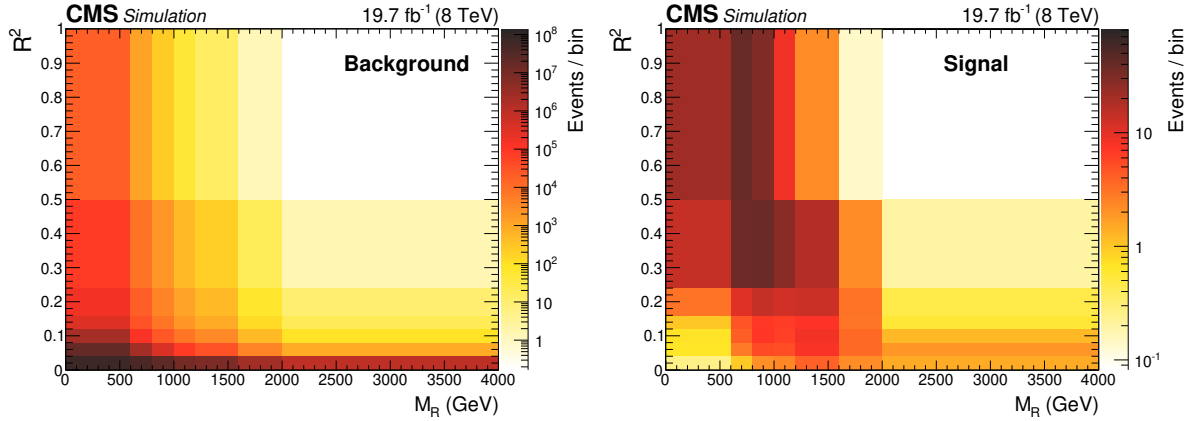 CMS Simulation 19.7 fb⁻¹ (8 TeV)
R²
Background
Events / bin
1
0.9
0.8
0.7
0.6
0.5
0.4
0.3
0.2
0.1
0
0 500 1000 1500 2000 2500 3000 3500 4000
M_R (GeV)
10⁸
10⁷
10⁶
10⁵
10⁴
10³
10²
10
1
CMS Simulation 19.7 fb⁻¹ (8 TeV)
R²
Signal
Events / bin
1
0.9
0.8
0.7
0.6
0.5
0.4
0.3
0.2
0.1
0
0 500 1000 1500 2000 2500 3000 3500 4000
M_R (GeV)
10
1
10⁻¹